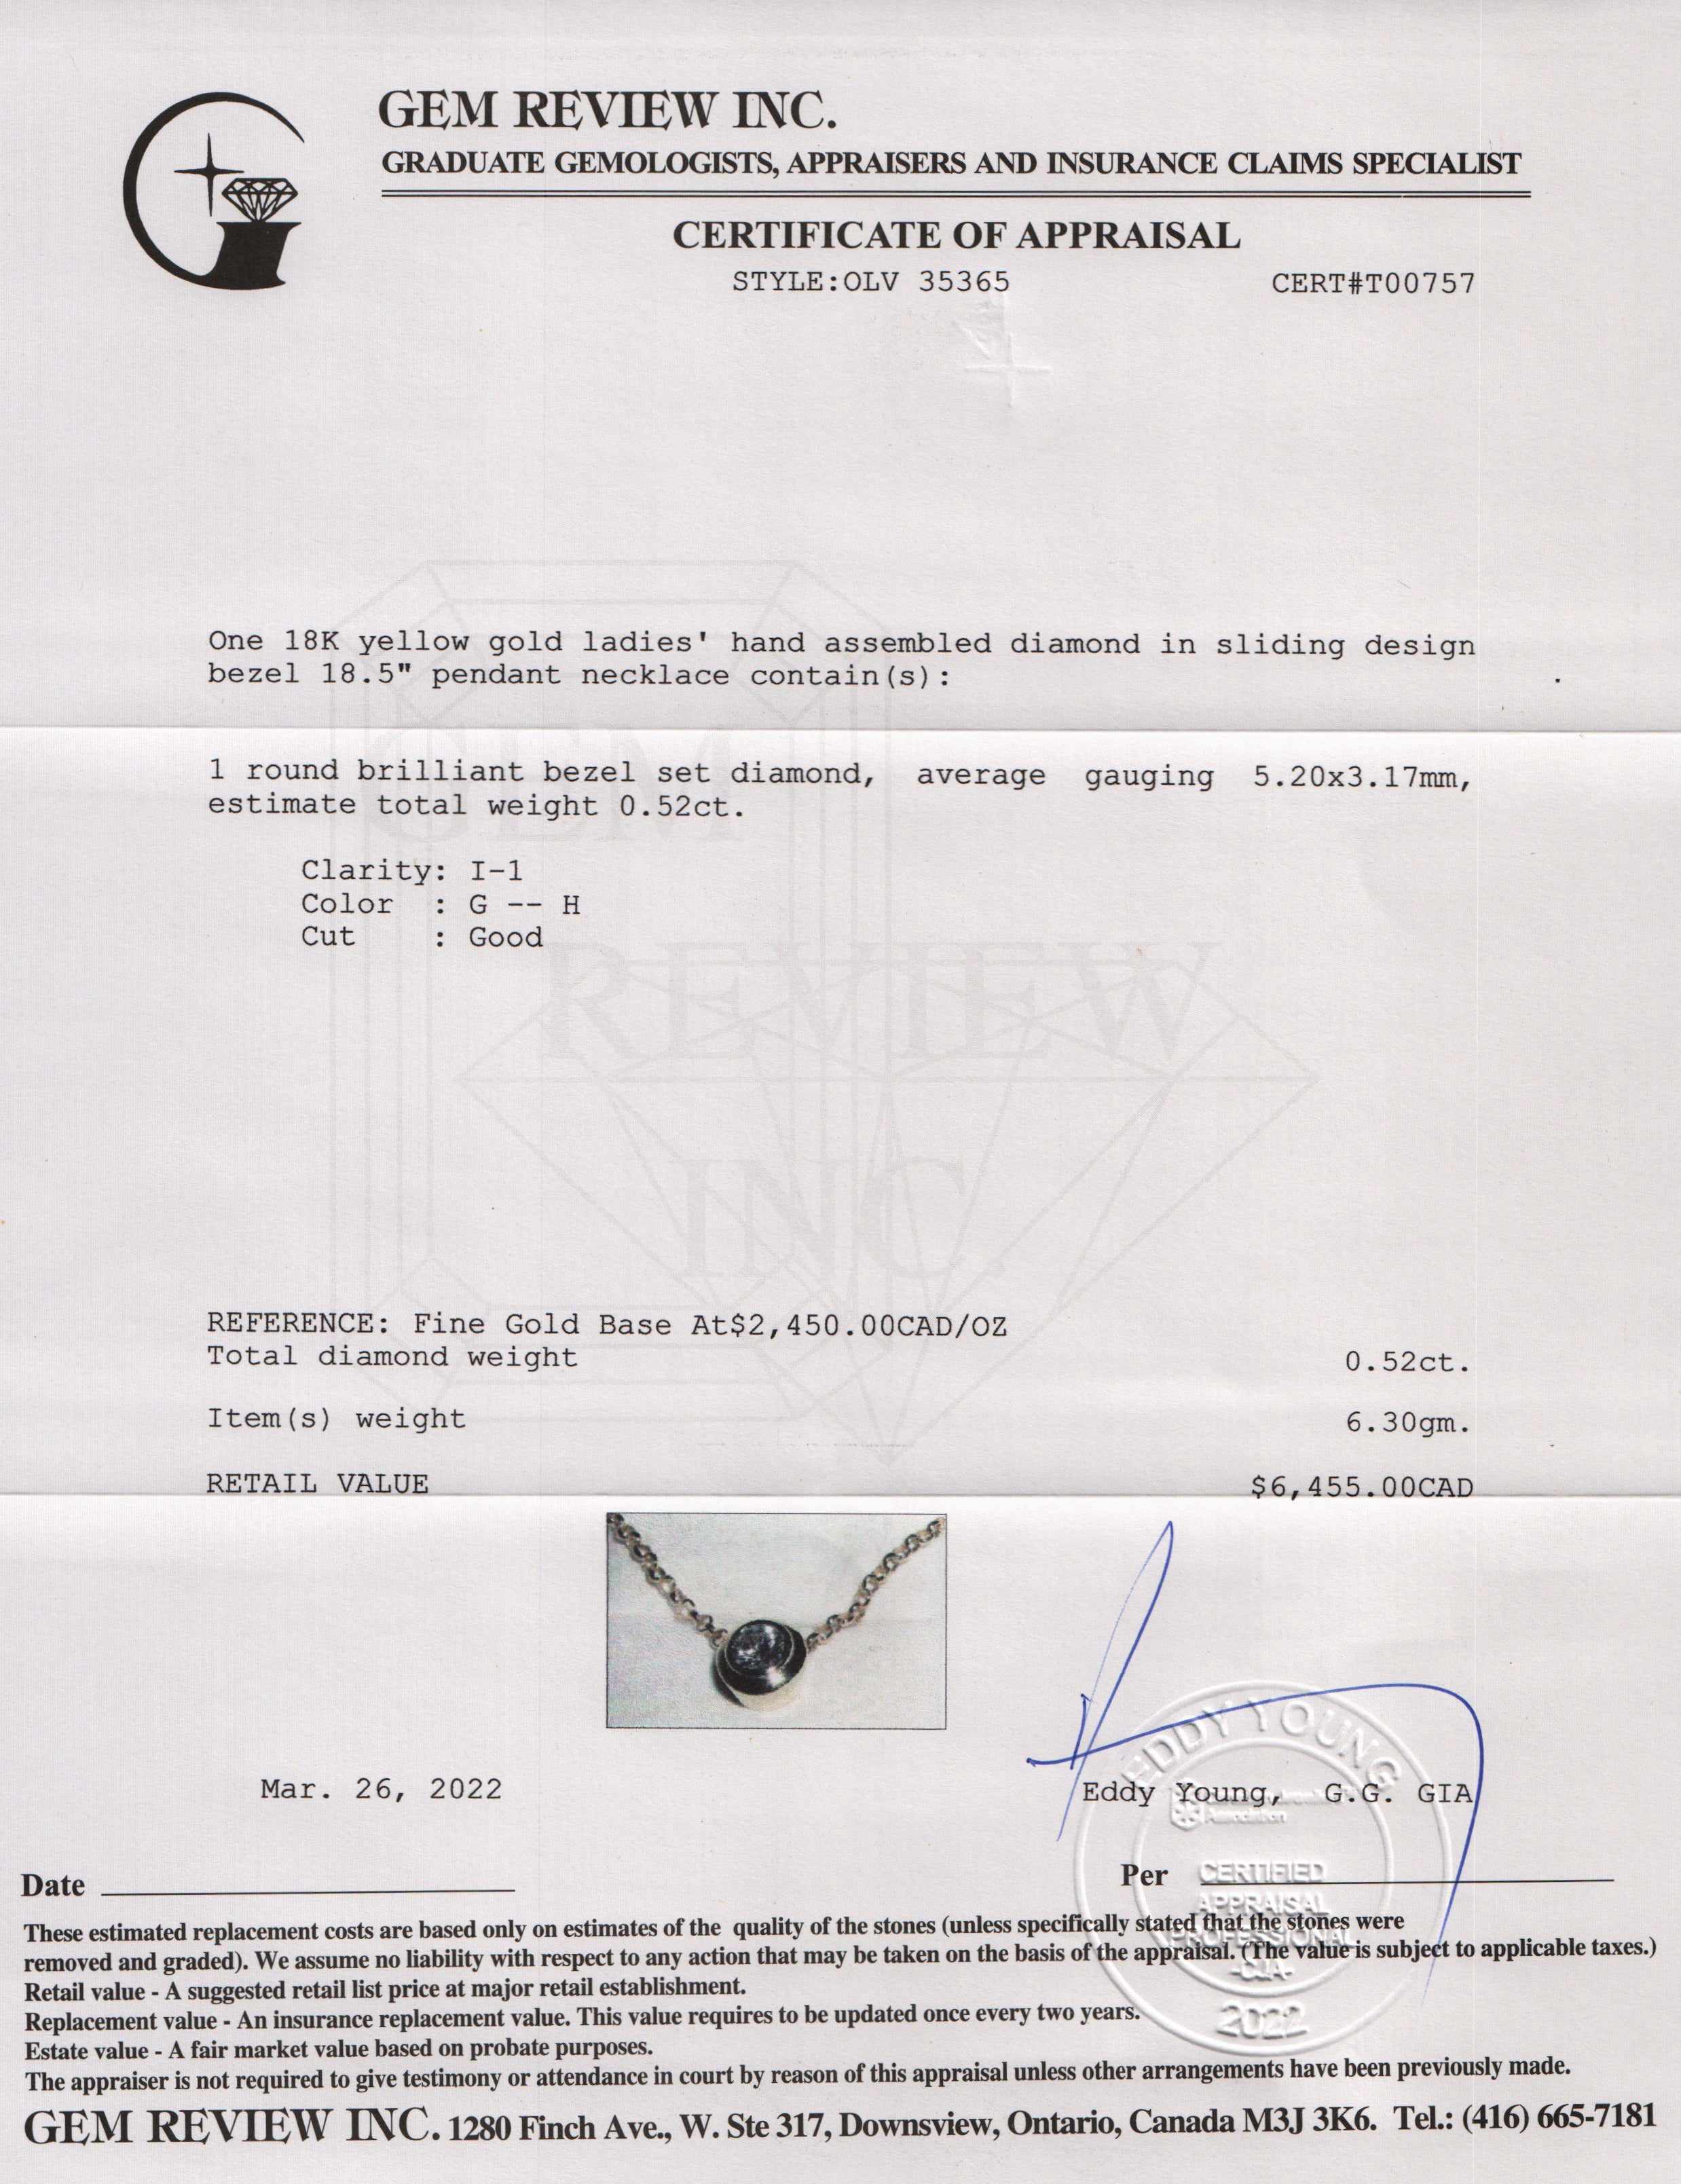 GEM REVIEW INC.
GRADUATE GEMOLOGISTS, APPRAISERS AND INSURANCE CLAIMS SPECIALIST
CERTIFICATE OF APPRAISAL
STYLE:OLV 35365 CERT#T00757
One 18K yellow gold ladies' hand assembled diamond in sliding design
bezel 18.5" pendant necklace contain(s):
GEM
1 round brilliant bezel set diamond, average gauging 5.20x3.17mm,
estimate total weight 0.52ct.
Clarity: I-1
Color : G -- H
Cut : Good
REVIEW
INC.
REFERENCE: Fine Gold Base At$2,450.00CAD/OZ
Total diamond weight 0.52ct.
Item(s) weight 6.30gm.
RETAIL VALUE $6,455.00CAD
EDDY YOUNG
Mar. 26, 2022 Eddy Young, G.G. GIA
Association
Date Per
CERTIFIED
APPRAISAL
PROFESSIONAL
-CJA-
2022
These estimated replacement costs are based only on estimates of the quality of the stones (unless specifically stated that the stones were
removed and graded). We assume no liability with respect to any action that may be taken on the basis of the appraisal. (The value is subject to applicable taxes.)
Retail value - A suggested retail list price at major retail establishment.
Replacement value - An insurance replacement value. This value requires to be updated once every two years.
Estate value - A fair market value based on probate purposes.
The appraiser is not required to give testimony or attendance in court by reason of this appraisal unless other arrangements have been previously made.
GEM REVIEW INC. 1280 Finch Ave., W. Ste 317, Downsview, Ontario, Canada M3J 3K6. Tel.: (416) 665-7181